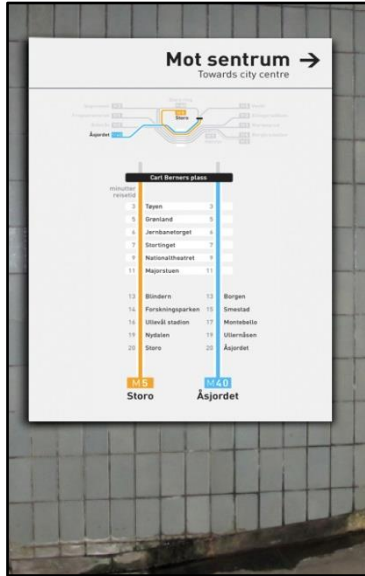 Mot sentrum →
Towards city centre
Storo
Åsjordet
Carl Berners plass
minutter
reisetid
3 Tøyen 3
5 Grønland 5
6 Jernbanetorget 6
7 Stortinget 7
9 Nationaltheatret 9
11 Majorstuen 11
13 Blindern 13 Borgen
14 Forskningsparken 15 Smestad
16 Ullevål stadion 17 Montebello
19 Nydalen 19 Ullernåsen
20 Storo 20 Åsjordet
M5 M40
Storo Åsjordet